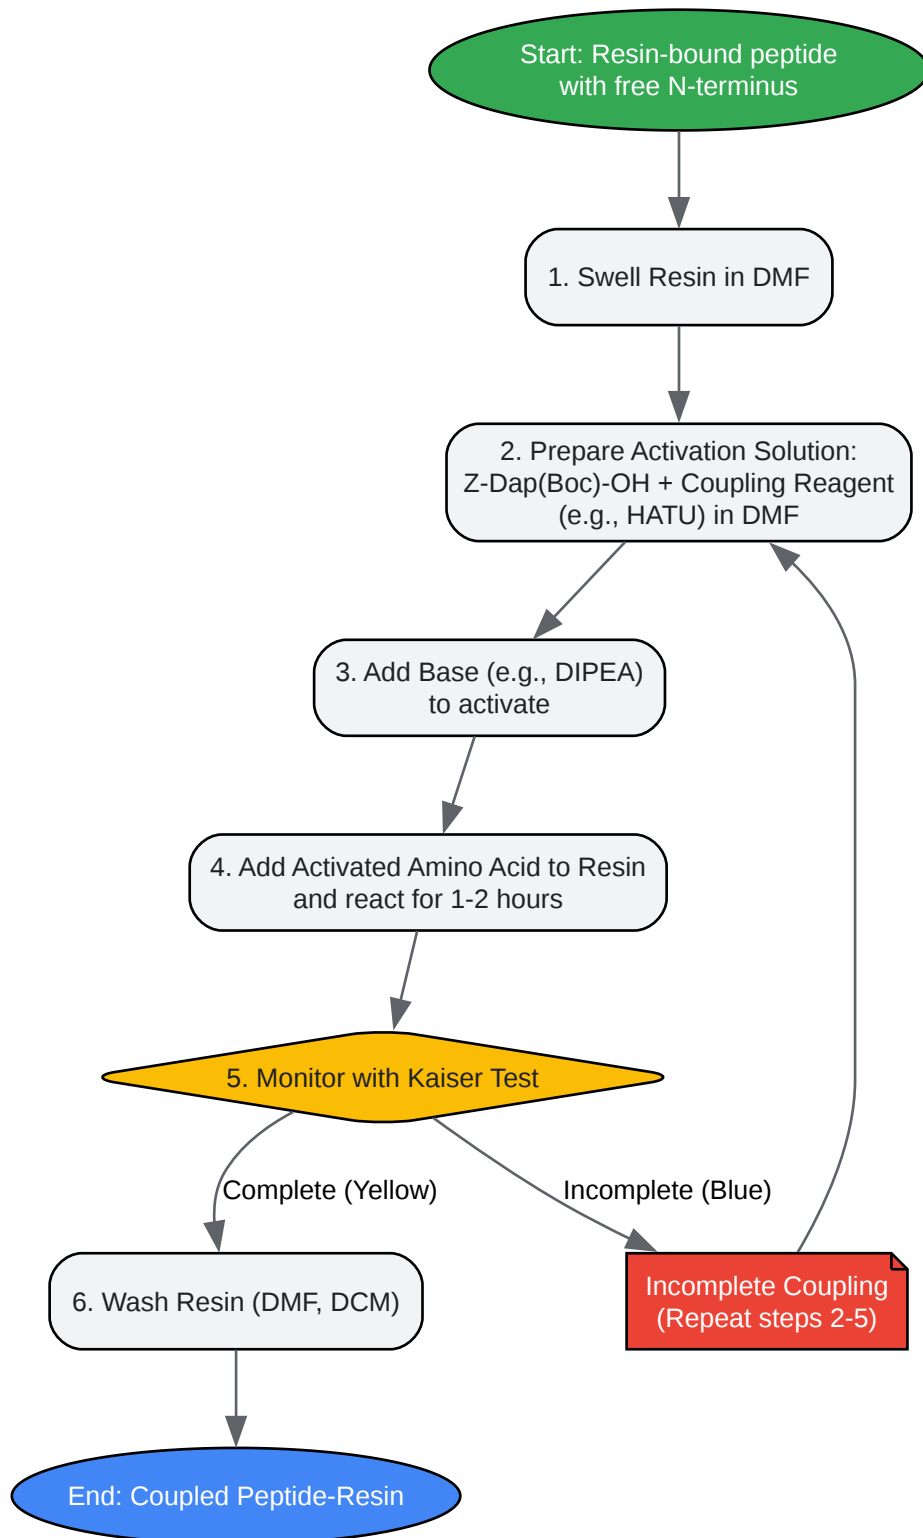 Start: Resin-bound peptide
with free N-terminus
1. Swell Resin in DMF
2. Prepare Activation Solution:
Z-Dap(Boc)-OH + Coupling Reagent
(e.g., HATU) in DMF
3. Add Base (e.g., DIPEA)
to activate
4. Add Activated Amino Acid to Resin
and react for 1-2 hours
5. Monitor with Kaiser Test
Complete (Yellow)
Incomplete (Blue)
6. Wash Resin (DMF, DCM)
Incomplete Coupling
(Repeat steps 2-5)
End: Coupled Peptide-Resin